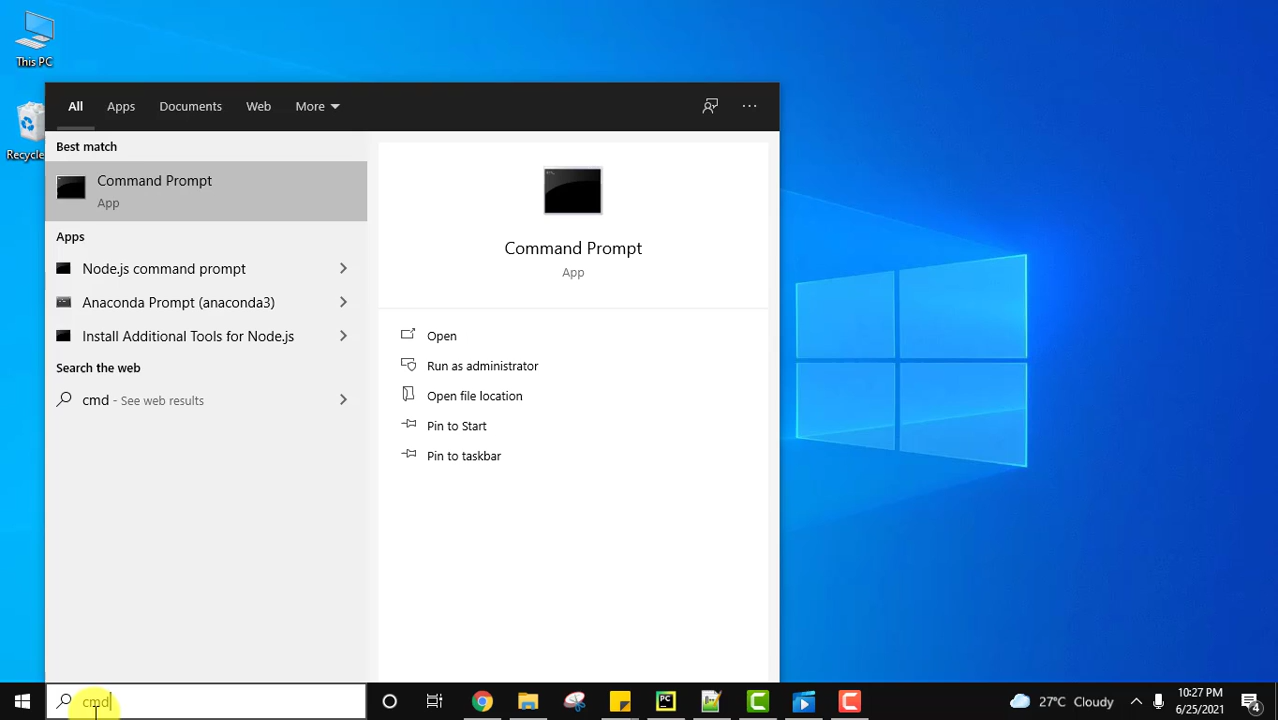 This PC
Recycle
All Apps Documents Web More
Best match
Command Prompt
App
Apps
Node.js command prompt
Anaconda Prompt (anaconda3)
Install Additional Tools for Node.js
Search the web
cmd - See web results
Command Prompt
App
Open
Run as administrator
Open file location
Pin to Start
Pin to taskbar
cmd
PC
27°C Cloudy
10:27 PM
6/25/2021
4